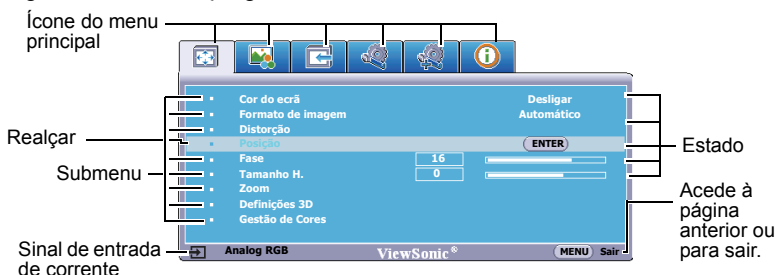 Ícone do menu
principal
Cor do ecrã Desligar
Formato de imagem Automático
Distorção
Realçar
Posição ENTER
Estado
Fase 16
Submenu
Tamanho H. 0
Zoom
Definições 3D
Gestão de Cores
Acede à
página
anterior ou
para sair.
Sinal de entrada
de corrente
Analog RGB ViewSonic® MENU Sair